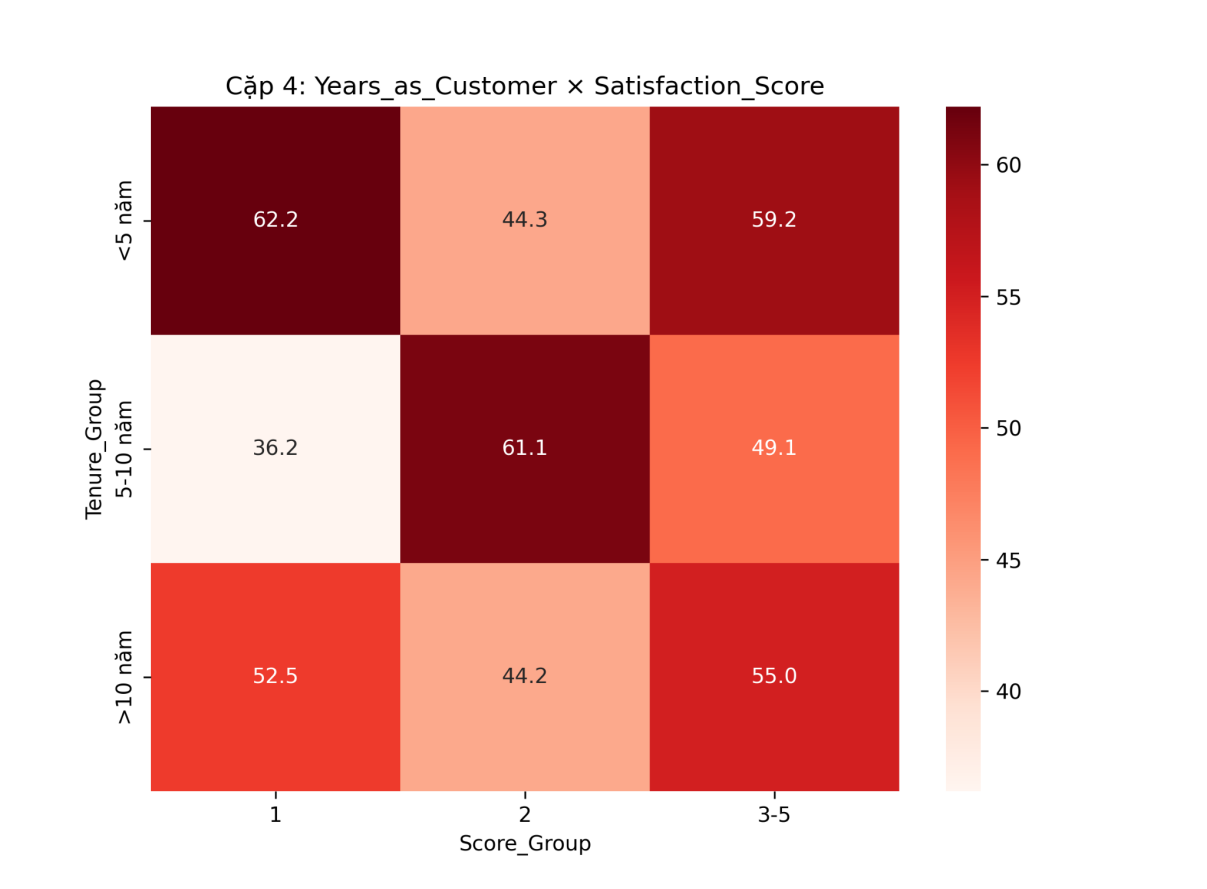 Cặp 4: Years_as_Customer × Satisfaction_Score
Tenure_Group
<5 năm
62.2 44.3 59.2
5-10 năm
36.2 61.1 49.1
>10 năm
52.5 44.2 55.0
1 2 3-5
Score_Group
60
55
50
45
40